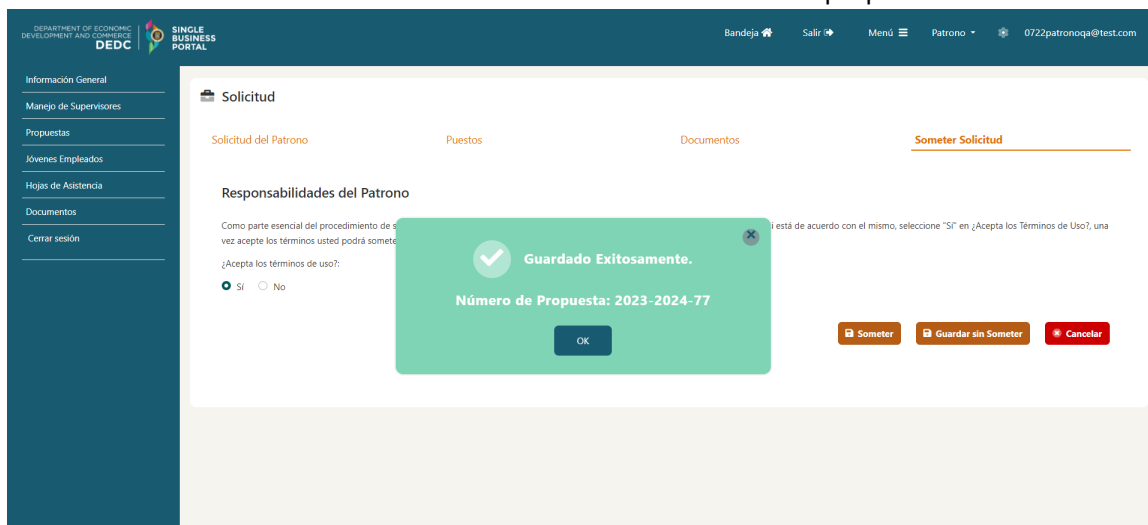 DEPARTMENT OF ECONOMIC
DEVELOPMENT AND COMMERCE
DEDC
SINGLE
BUSINESS
PORTAL
Bandeja
Salir
Menú
Patrono
0722patronoqa@test.com
Información General
Manejo de Supervisores
Propuestas
Jóvenes Empleados
Hojas de Asistencia
Documentos
Cerrar sesión
Solicitud
Solicitud del Patrono
Puestos
Documentos
Someter Solicitud
Responsabilidades del Patrono
Como parte esencial del procedimiento de s
i está de acuerdo con el mismo, seleccione "Sí" en ¿Acepta los Términos de Uso?, una
vez acepte los términos usted podrá somete
¿Acepta los términos de uso?:
Sí No
Guardado Exitosamente.
Número de Propuesta: 2023-2024-77
OK
Someter
Guardar sin Someter
Cancelar